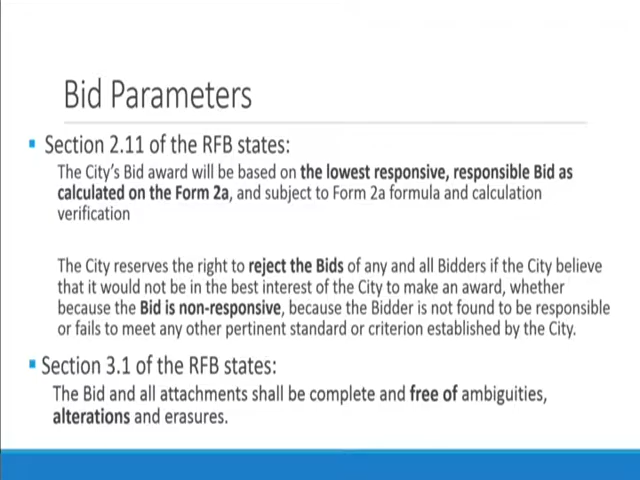 Bid Parameters
Section 2.11 of the RFB states:
The City's Bid award will be based on the lowest responsive, responsible Bid as
calculated on the Form 2a, and subject to Form 2a formula and calculation
verification
The City reserves the right to reject the Bids of any and all Bidders if the City believe
that it would not be in the best interest of the City to make an award, whether
because the Bid is non-responsive, because the Bidder is not found to be responsible
or fails to meet any other pertinent standard or criterion established by the City.
Section 3.1 of the RFB states:
The Bid and all attachments shall be complete and free of ambiguities,
alterations and erasures.